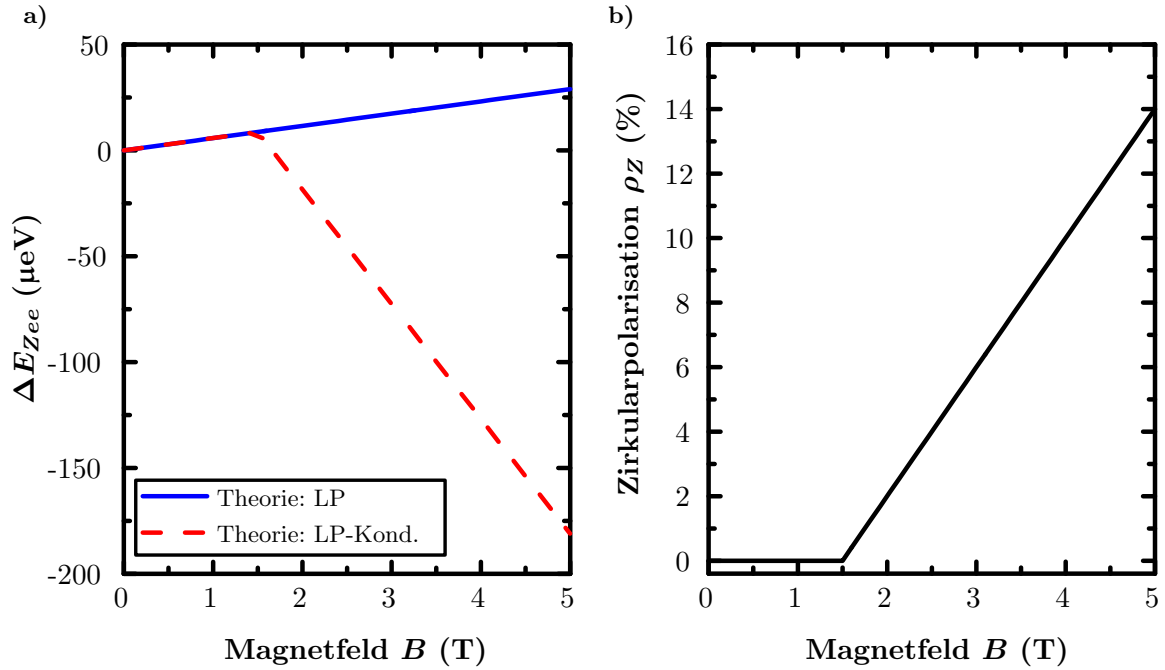 a)
50
0
-50
-100
-150
-200
ΔE_Zee (µeV)
Theorie: LP
Theorie: LP-Kond.
0 1 2 3 4 5
Magnetfeld B (T)
b)
16
14
12
10
8
6
4
2
0
Zirkularpolarisation ρ_Z (%)
0 1 2 3 4 5
Magnetfeld B (T)